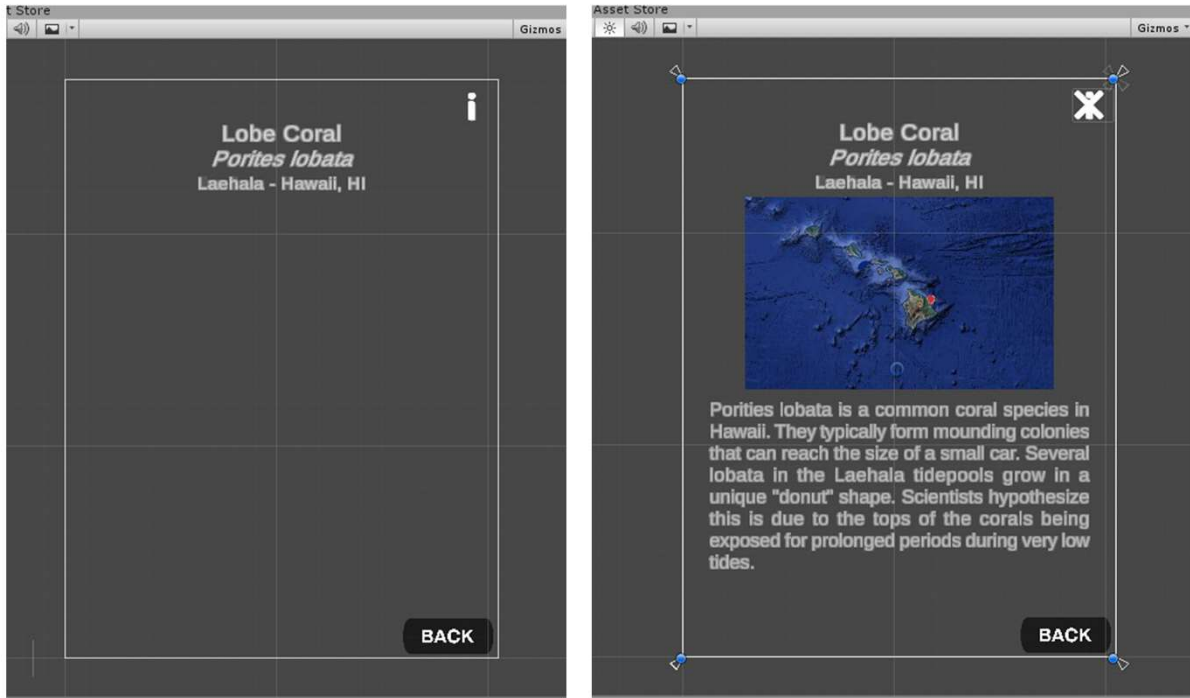 t Store
Gizmos
i
Lobe Coral
Porites lobata
Laehala - Hawaii, HI
BACK
Asset Store
Gizmos
Lobe Coral
Porites lobata
Laehala - Hawaii, HI
Porities lobata is a common coral species in
Hawaii. They typically form mounding colonies
that can reach the size of a small car. Several
lobata in the Laehala tidepools grow in a
unique "donut" shape. Scientists hypothesize
this is due to the tops of the corals being
exposed for prolonged periods during very low
tides.
BACK